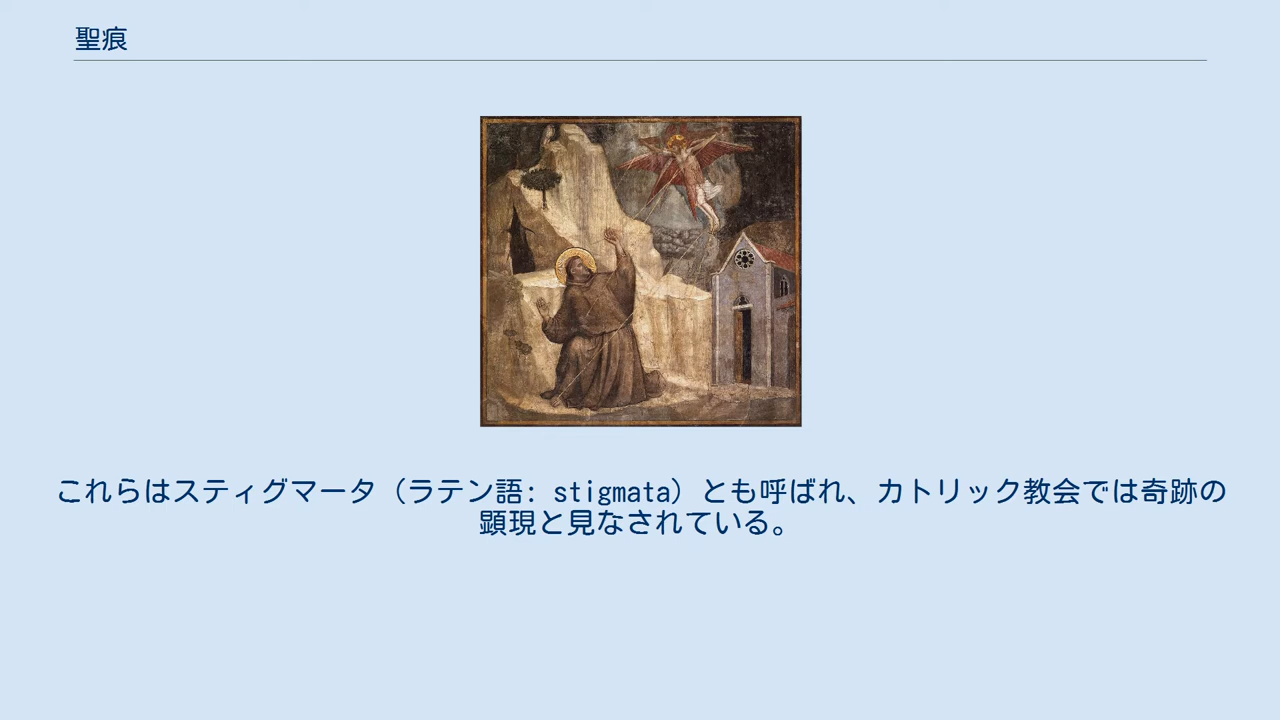 聖痕
これらはスティグマータ（ラテン語: stigmata）とも呼ばれ、カトリック教会では奇跡の
顕現と見なされている。